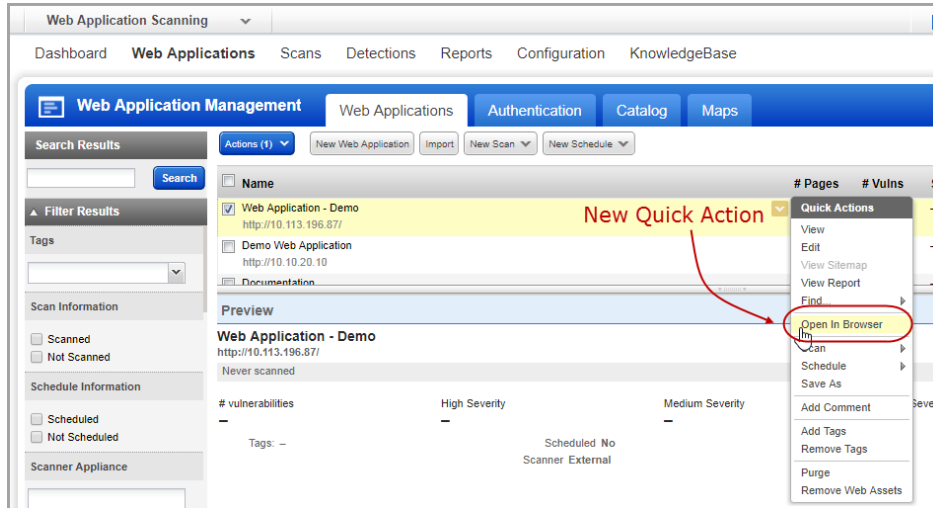 Web Application Scanning
Dashboard Web Applications Scans Detections Reports Configuration KnowledgeBase
Web Application Management
Web Applications Authentication Catalog Maps
Search Results
Actions (1) New Web Application Import New Scan New Schedule
Search
Name # Pages # Vulns
Filter Results
Web Application - Demo
http://10.113.196.87/
New Quick Action
Quick Actions
Tags
Demo Web Application
http://10.10.20.10
Documentation
View
Edit
View Sitemap
View Report
Find...
Open In Browser
Scan
Schedule
Save As
Add Comment
Add Tags
Remove Tags
Purge
Remove Web Assets
Scan Information
Scanned
Not Scanned
Schedule Information
Scheduled
Not Scheduled
Scanner Appliance
Preview
Web Application - Demo
http://10.113.196.87/
Never scanned
# vulnerabilities High Severity Medium Severity
– – –
Tags: – Scheduled No
Scanner External